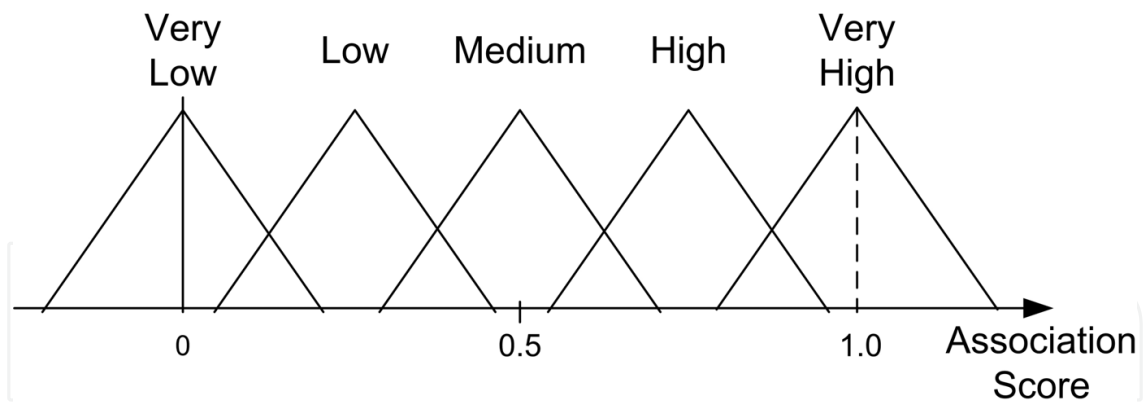 Very
Low
Low
Medium
High
Very
High
0
0.5
1.0
Association
Score